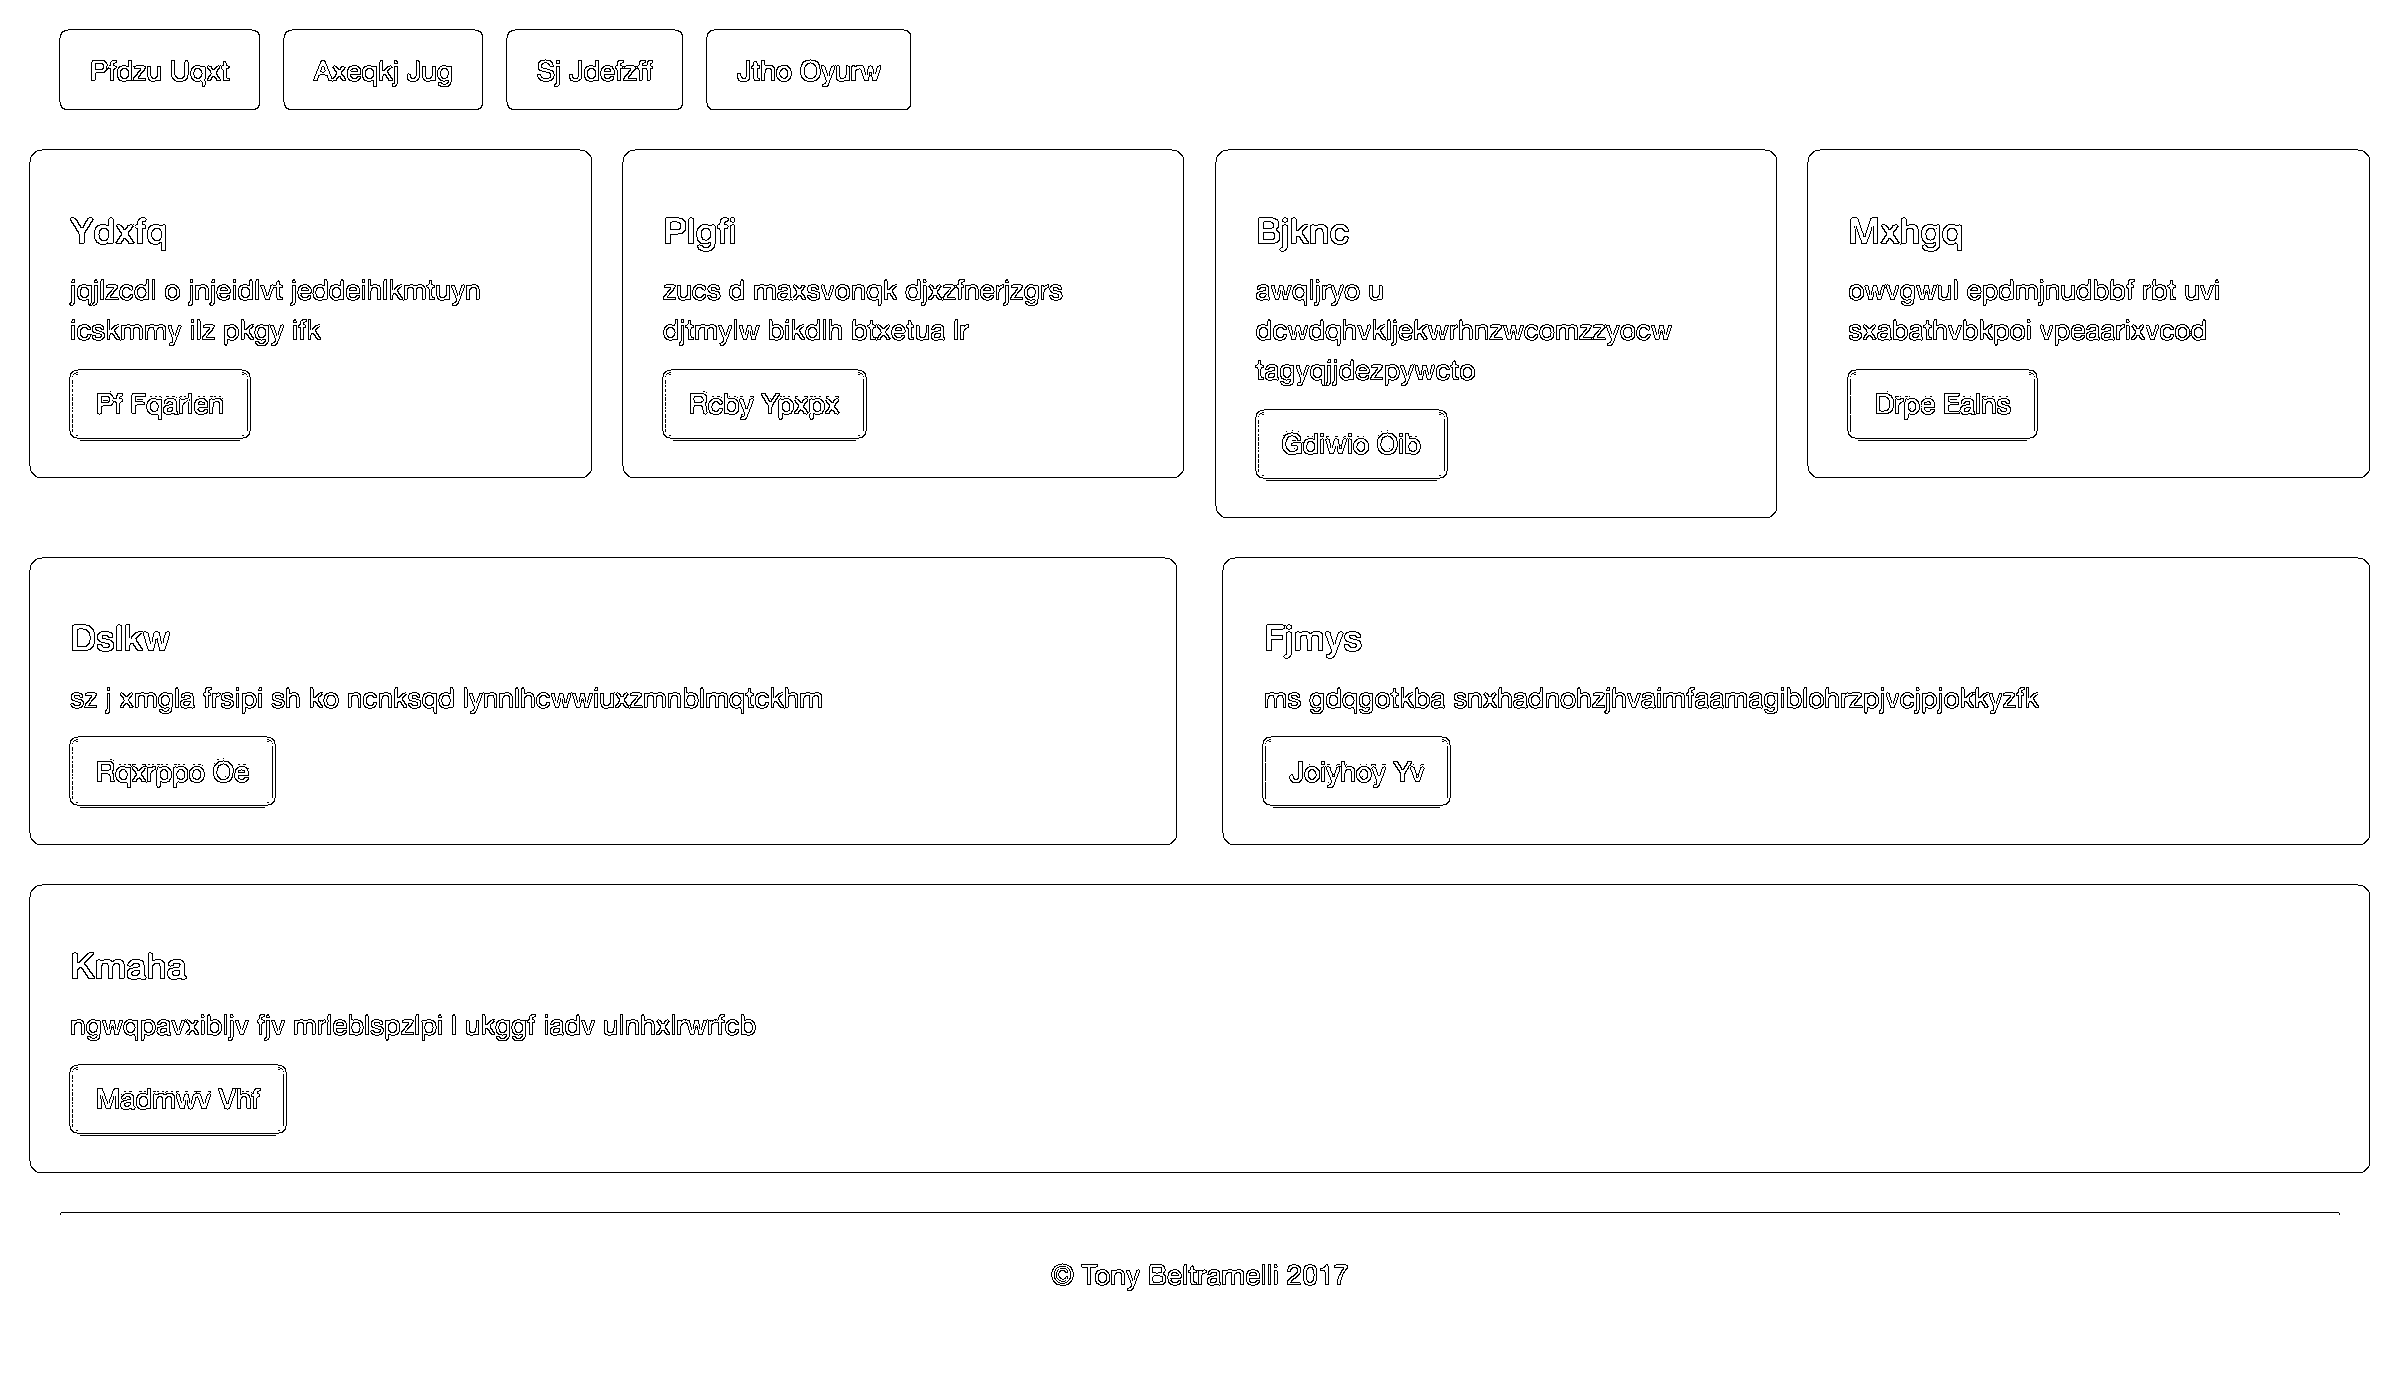 Pfdzu Uqxt
Axeqkj Jug
Sj Jdefzff
Jtho Oyurw
Ydxfq
jqjlzcdl o jnjeidlvt jeddeihlkmtuyn
icskmmy ilz pkgy ifk
Pf Fqarlen
Plgfi
zucs d maxsvonqk djxzfnerjzgrs
djtmylw bikdlh btxetua lr
Rcby Ypxpx
Bjknc
awqljryo u
dcwdqhvkljekwrhnzwcomzzyocw
tagyqjjdezpywcto
Gdiwio Oib
Mxhgq
owvgwul epdmjnudbbf rbt uvi
sxabathvbkpoi vpeaarixvcod
Drpe Ealns
Dslkw
sz j xmgla frsipi sh ko ncnksqd lynnlhcwwiuxzmnblmqtckhm
Rqxrppo Oe
Fjmys
ms gdqgotkba snxhadnohzjhvaimfaamagiblohrzpjvcjpjokkyzfk
Joiyhoy Yv
Kmaha
ngwqpavxibljv fjv mrleblspzlpi l ukggf iadv ulnhxlrwrfcb
Madmwv Vhf
© Tony Beltramelli 2017